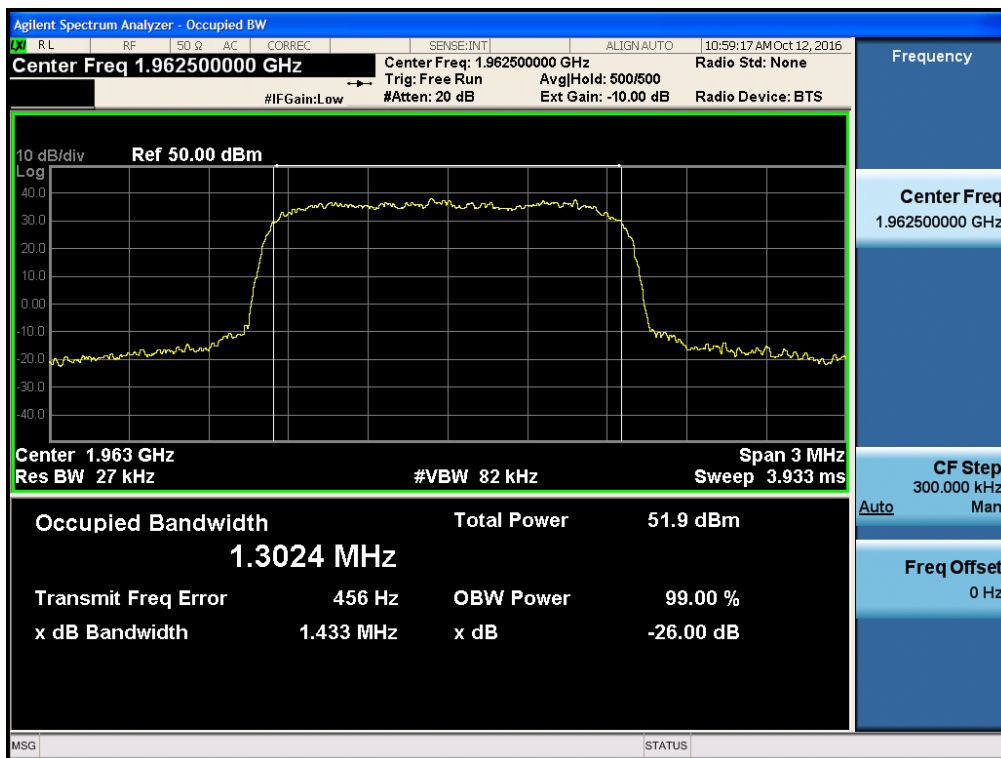 Agilent Spectrum Analyzer - Occupied BW
LXI RL RF 50 Ω AC CORREC SENSE:INT ALIGN AUTO 10:59:17 AM Oct 12, 2016
Center Freq 1.962500000 GHz
Center Freq: 1.962500000 GHz Radio Std: None
Trig: Free Run Avg|Hold: 500/500
#IFGain:Low #Atten: 20 dB Ext Gain: -10.00 dB Radio Device: BTS
10 dB/div Ref 50.00 dBm
Log
40.0
30.0
20.0
10.0
0.00
-10.0
-20.0
-30.0
-40.0
Center 1.963 GHz Span 3 MHz
Res BW 27 kHz #VBW 82 kHz Sweep 3.933 ms
Occupied Bandwidth Total Power 51.9 dBm
1.3024 MHz
Transmit Freq Error 456 Hz OBW Power 99.00 %
x dB Bandwidth 1.433 MHz x dB -26.00 dB
Frequency
Center Freq
1.962500000 GHz
CF Step
300.000 kHz
Auto Man
Freq Offset
0 Hz
MSG STATUS